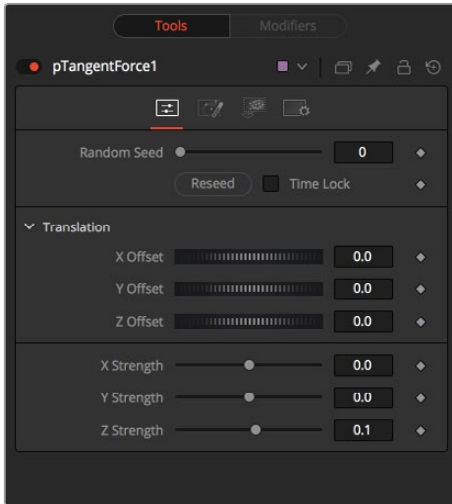 Tools Modifiers
pTangentForce1
Random Seed 0
Reseed Time Lock
Translation
X Offset 0.0
Y Offset 0.0
Z Offset 0.0
X Strength 0.0
Y Strength 0.0
Z Strength 0.1